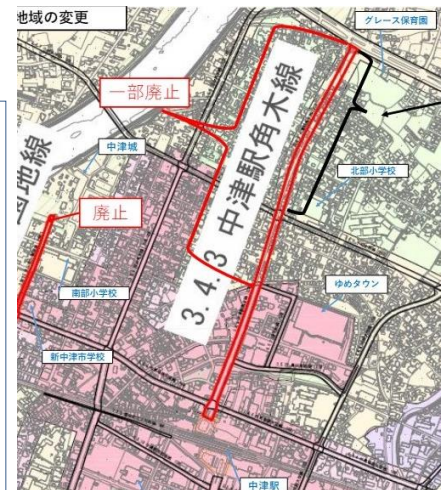 地域の変更
グレース保育園
一部廃止
中津城
3.4.3 中津駅角木線
北部小学校
廃止
南部小学校
ゆめタウン
新中津市学校
中津駅